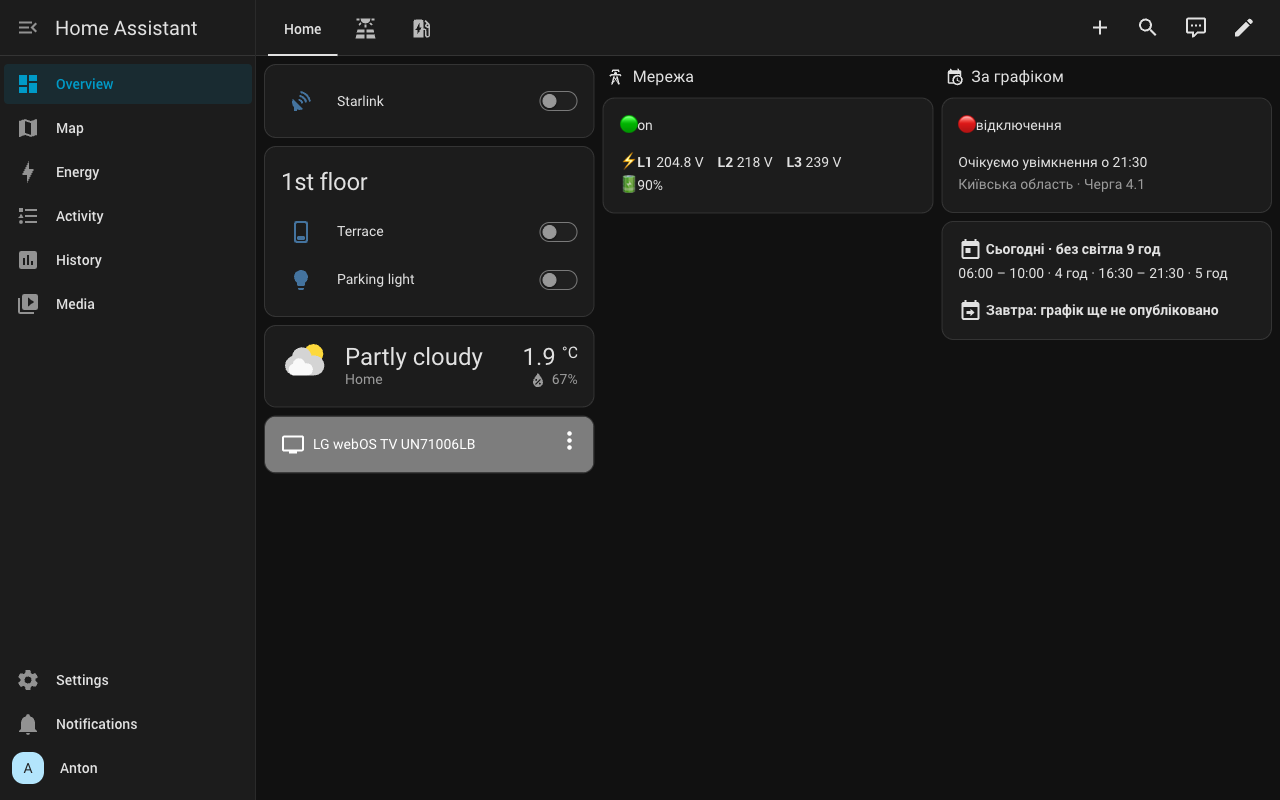 Home Assistant
Overview
Map
Energy
Activity
History
Media
Settings
Notifications
A
Anton
Home
Starlink
1st floor
Terrace
Parking light
Partly cloudy
Home
1.9 °C
67%
LG webOS TV UN71006LB
Мережа
on
L1 204.8 V L2 218 V L3 239 V
90%
За графіком
відключення
Очікуємо увімкнення о 21:30
Київська область · Черга 4.1
Сьогодні · без світла 9 год
06:00 – 10:00 · 4 год · 16:30 – 21:30 · 5 год
Завтра: графік ще не опубліковано